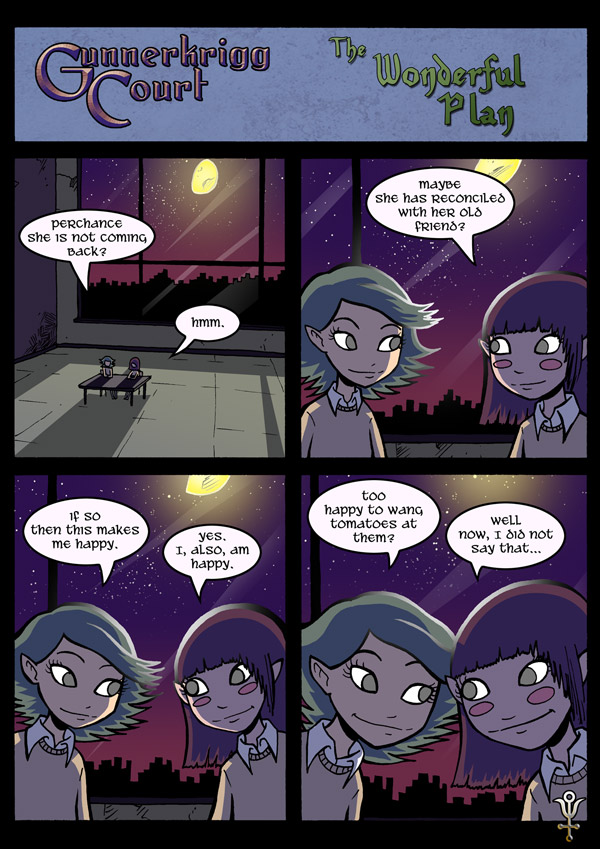 Gunnerkrigg
Court
The
Wonderful
Plan
perchance
she is not coming
back?
hmm.
maybe
she has reconciled
with her old
friend?
if so
then this makes
me happy.
yes.
I, also, am
happy.
too
happy to wang
tomatoes at
them?
well
now, I did not
say that...